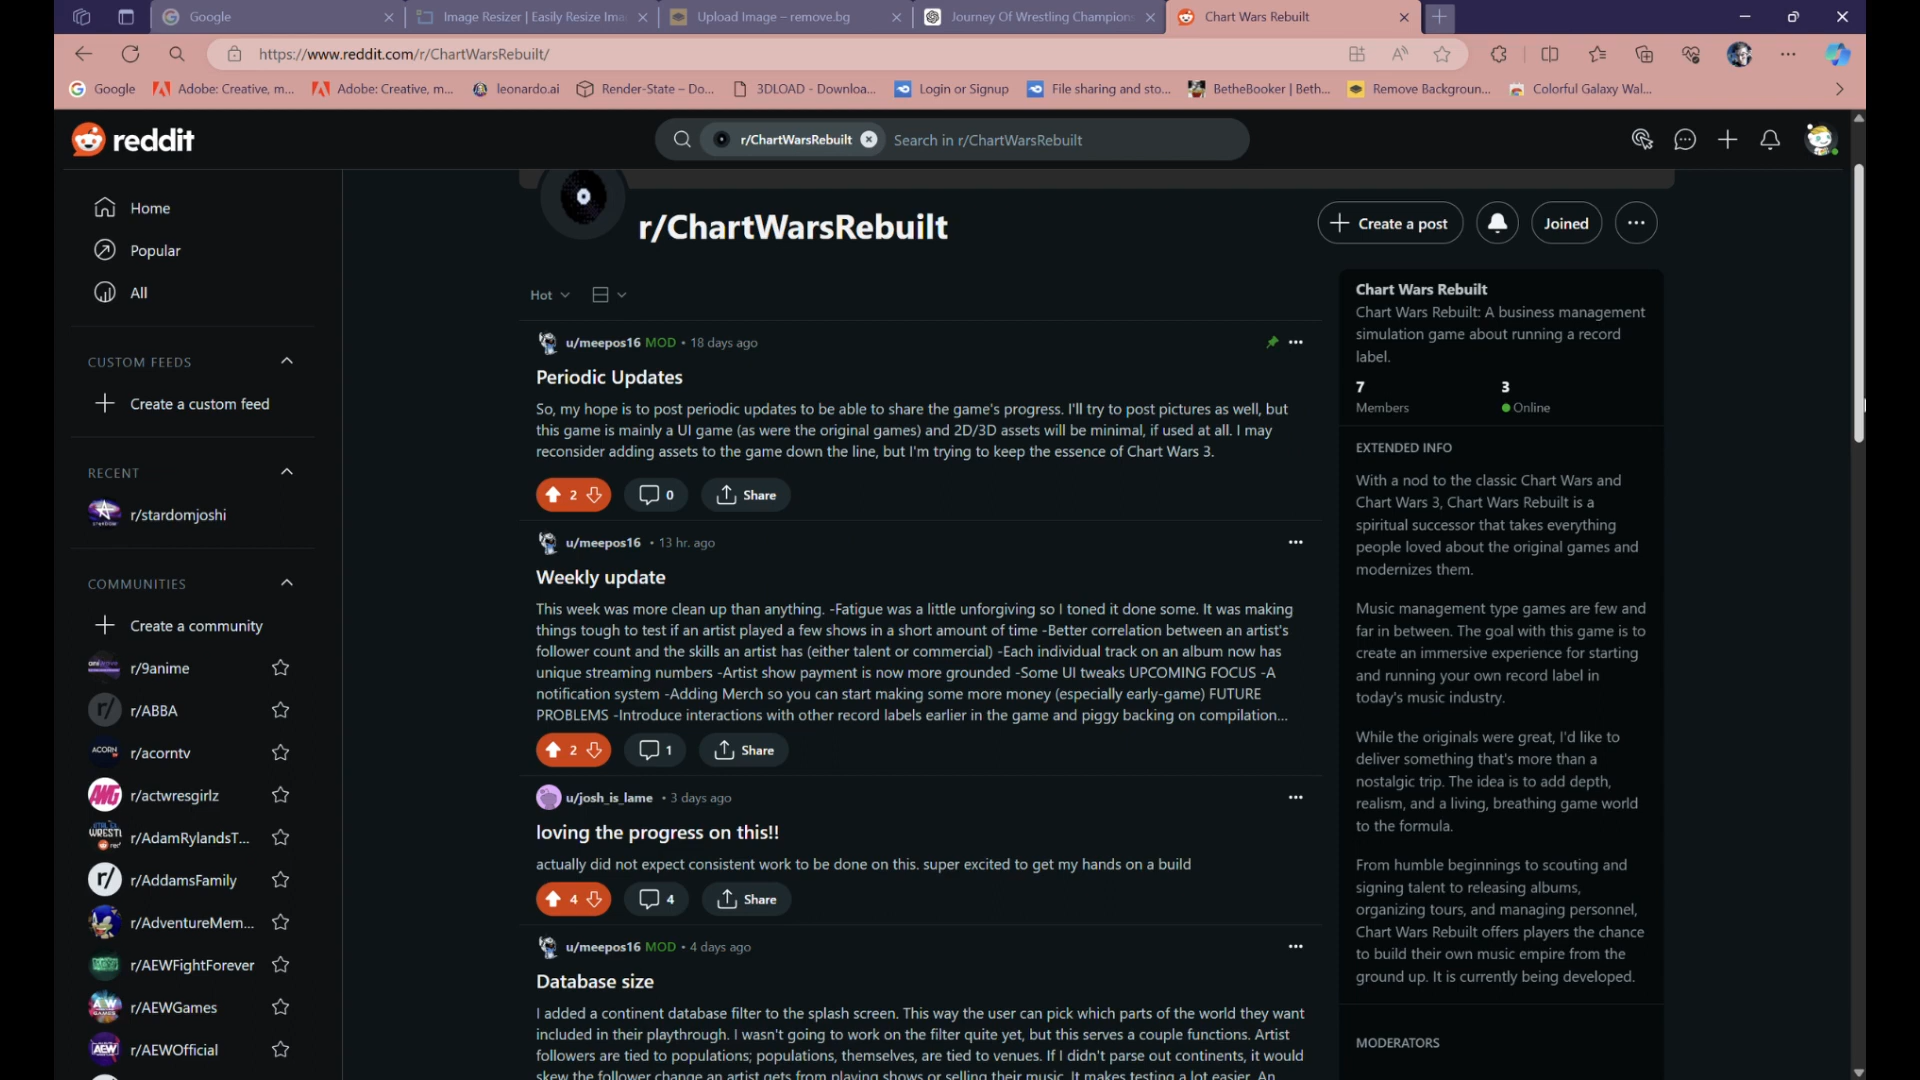 Google
Image Resizer | Easily Resize Ima
Upload Image – remove.bg
Journey Of Wrestling Champion
Chart Wars Rebuilt
https://www.reddit.com/r/ChartWarsRebuilt/
Google
Adobe: Creative, m...
Adobe: Creative, m...
leonardo.ai
Render-State – Do...
3DLOAD - Downloa...
Login or Signup
File sharing and sto...
BetheBooker | Beth...
Remove Backgroun...
Colorful Galaxy Wal...
reddit
r/ChartWarsRebuilt
Search in r/ChartWarsRebuilt
Home
Popular
All
CUSTOM FEEDS
Create a custom feed
RECENT
r/stardomjoshi
COMMUNITIES
Create a community
r/9anime
r/ r/ABBA
ACORN r/acorntv
AWG r/actwresgirlz
r/AdamRylandsT...
r/ r/AddamsFamily
r/AdventureMem...
r/AEWFightForever
r/AEWGames
AEW r/AEWOfficial
r/ChartWarsRebuilt
Create a post
Joined
Hot
u/meepos16 MOD • 18 days ago
Periodic Updates
So, my hope is to post periodic updates to be able to share the game's progress. I'll try to post pictures as well, but
this game is mainly a UI game (as were the original games) and 2D/3D assets will be minimal, if used at all. I may
reconsider adding assets to the game down the line, but I'm trying to keep the essence of Chart Wars 3.
2 0 Share
u/meepos16 • 13 hr. ago
Weekly update
This week was more clean up than anything. -Fatigue was a little unforgiving so I toned it done some. It was making
things tough to test if an artist played a few shows in a short amount of time -Better correlation between an artist's
follower count and the skills an artist has (either talent or commercial) -Each individual track on an album now has
unique streaming numbers -Artist show payment is now more grounded -Some UI tweaks UPCOMING FOCUS -A
notification system -Adding Merch so you can start making some more money (especially early-game) FUTURE
PROBLEMS -Introduce interactions with other record labels earlier in the game and piggy backing on compilation...
2 1 Share
u/josh_is_lame • 3 days ago
loving the progress on this!!
actually did not expect consistent work to be done on this. super excited to get my hands on a build
4 4 Share
u/meepos16 MOD • 4 days ago
Database size
I added a continent database filter to the splash screen. This way the user can pick which parts of the world they want
included in their playthrough. I wasn't going to work on the filter quite yet, but this serves a couple functions. Artist
followers are tied to populations; populations, themselves, are tied to venues. If I didn't parse out continents, it would
skew the follower change an artist gets from playing shows or selling their music. It makes testing a lot easier. An
Chart Wars Rebuilt
Chart Wars Rebuilt: A business management
simulation game about running a record
label.
7 3
Members Online
EXTENDED INFO
With a nod to the classic Chart Wars and
Chart Wars 3, Chart Wars Rebuilt is a
spiritual successor that takes everything
people loved about the original games and
modernizes them.
Music management type games are few and
far in between. The goal with this game is to
create an immersive experience for starting
and running your own record label in
today's music industry.
While the originals were great, I'd like to
deliver something that's more than a
nostalgic trip. The idea is to add depth,
realism, and a living, breathing game world
to the formula.
From humble beginnings to scouting and
signing talent to releasing albums,
organizing tours, and managing personnel,
Chart Wars Rebuilt offers players the chance
to build their own music empire from the
ground up. It is currently being developed.
MODERATORS